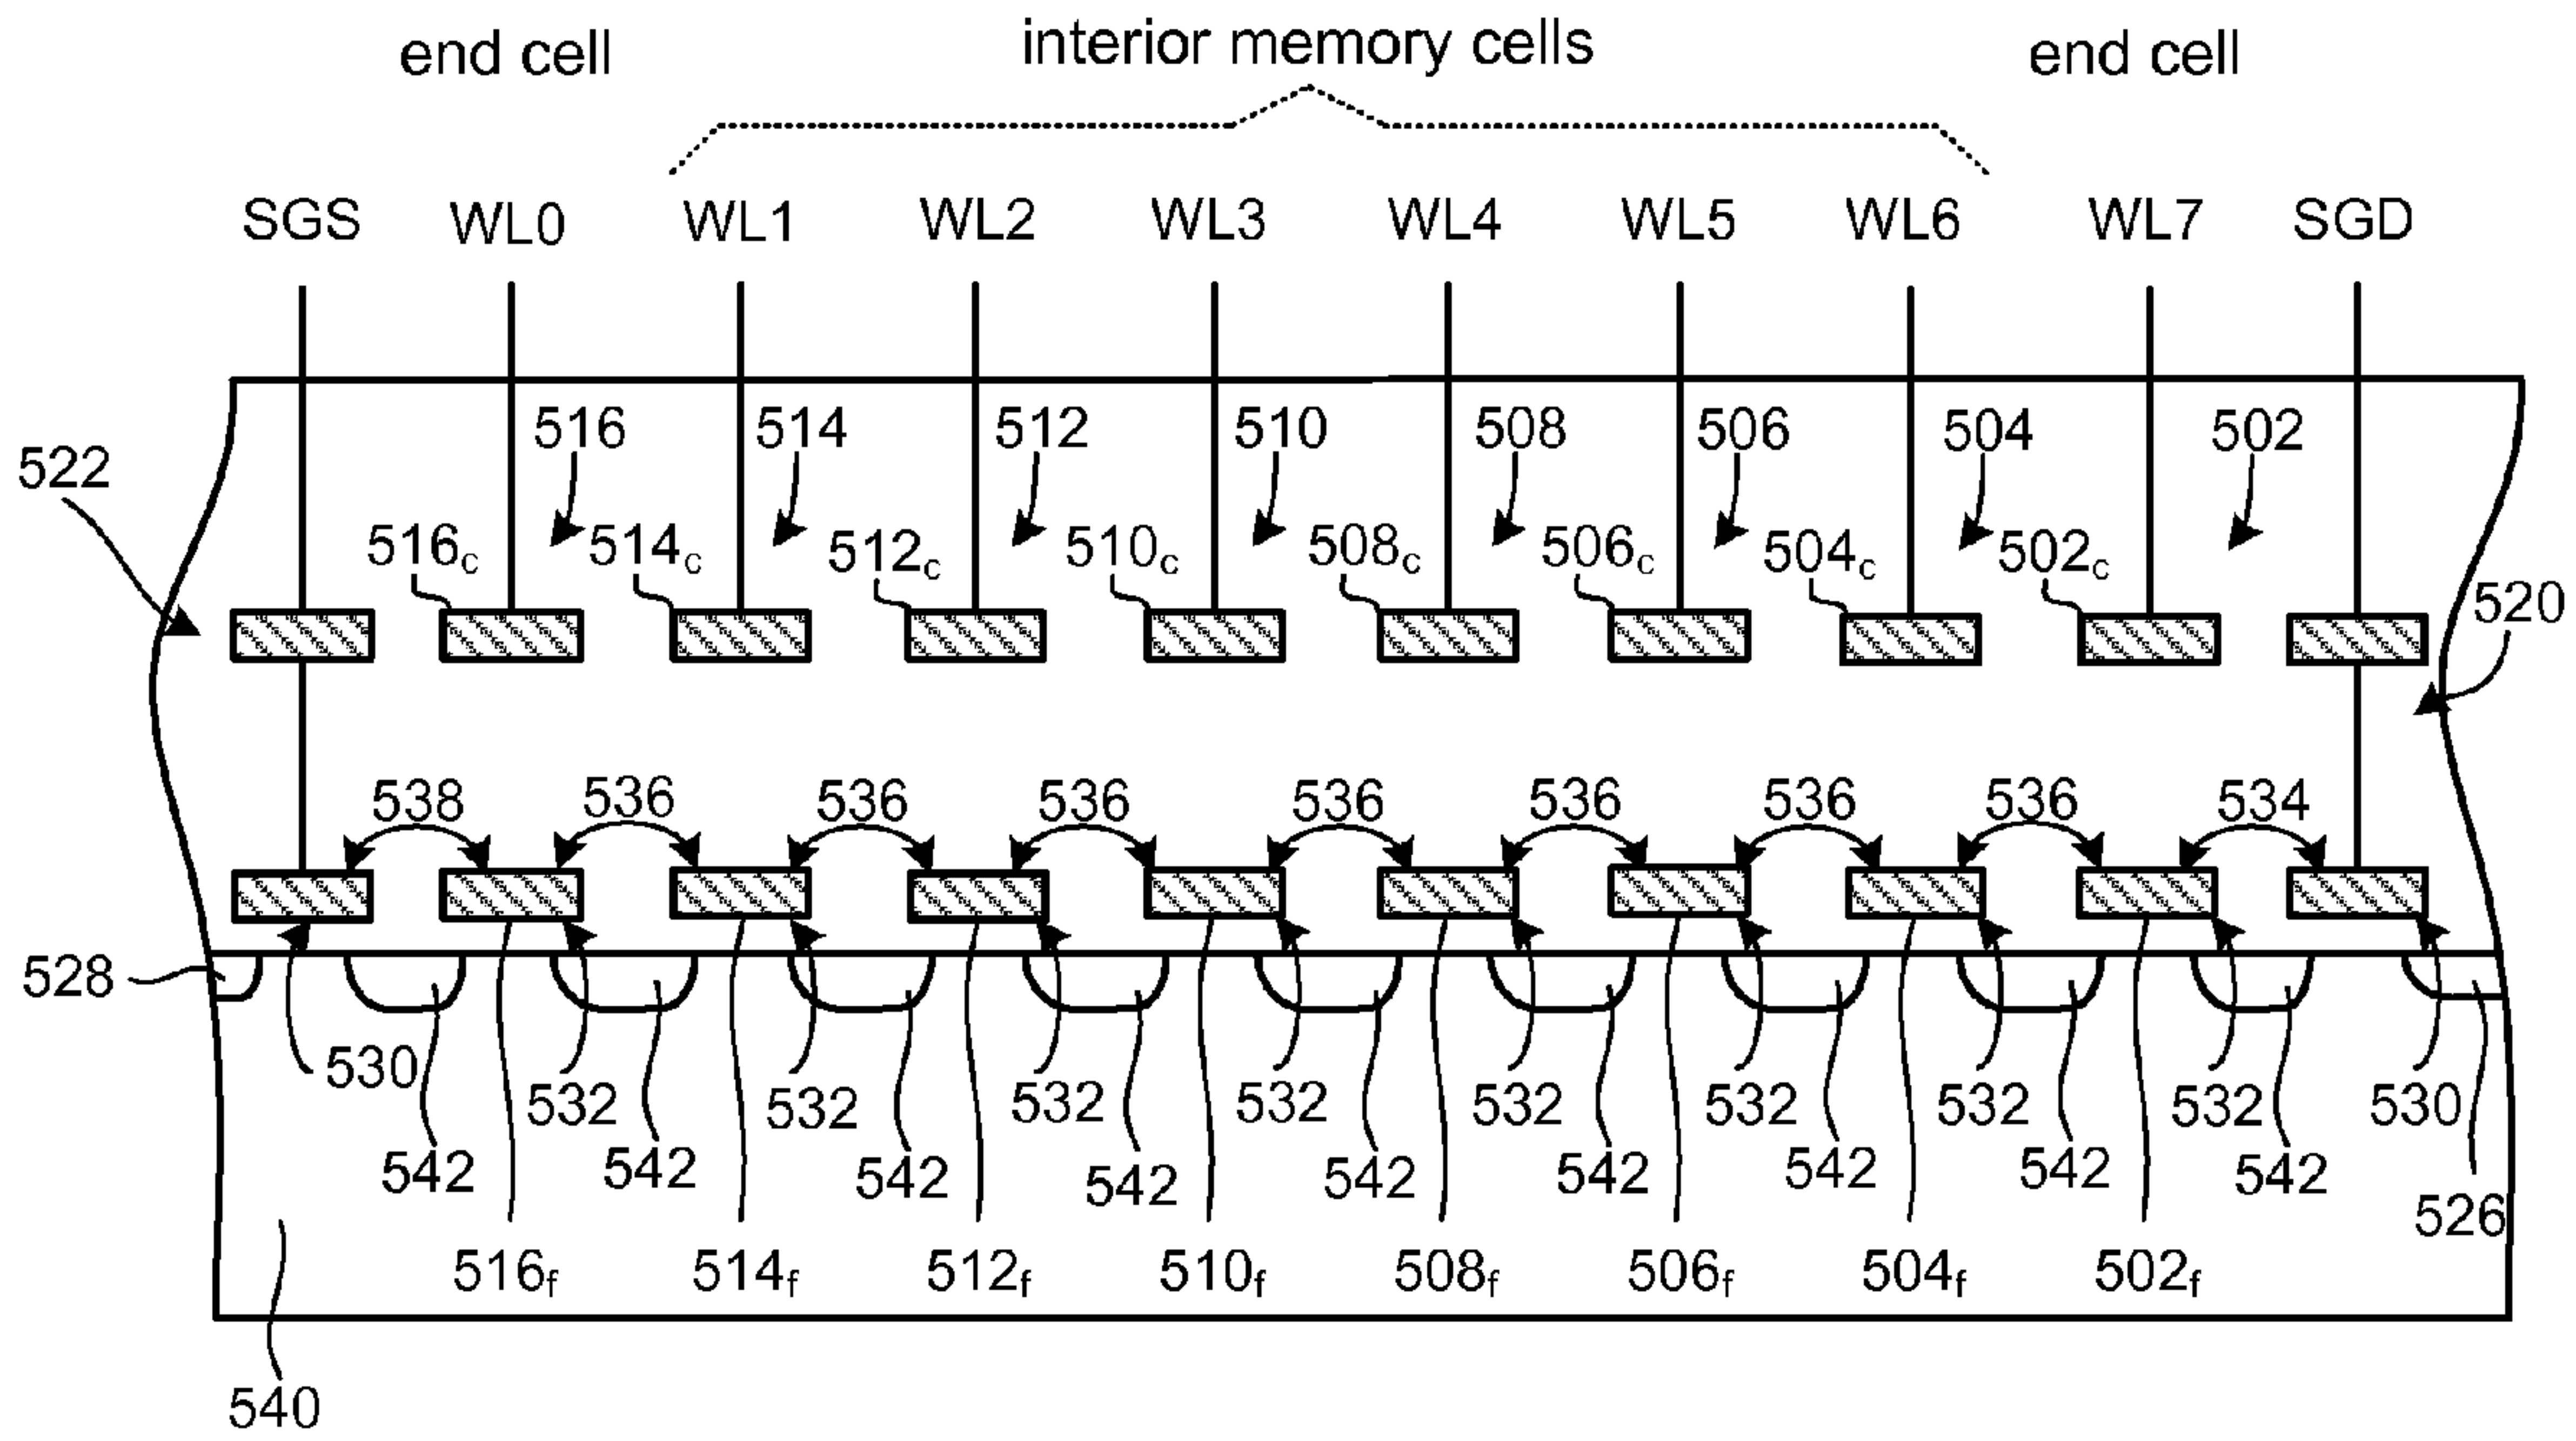 end cell interior memory cells end cell
SGS WL0 WL1 WL2 WL3 WL4 WL5 WL6 WL7 SGD
516 514 512 510 508 506 504 502
522
516c 514c 512c 510c 508c 506c 504c 502c
520
538 536 536 536 536 536 536 536 534
528
530 532 532 532 532 532 532 532 532 530
542 542 542 542 542 542 542 542 542
526
516f 514f 512f 510f 508f 506f 504f 502f
540